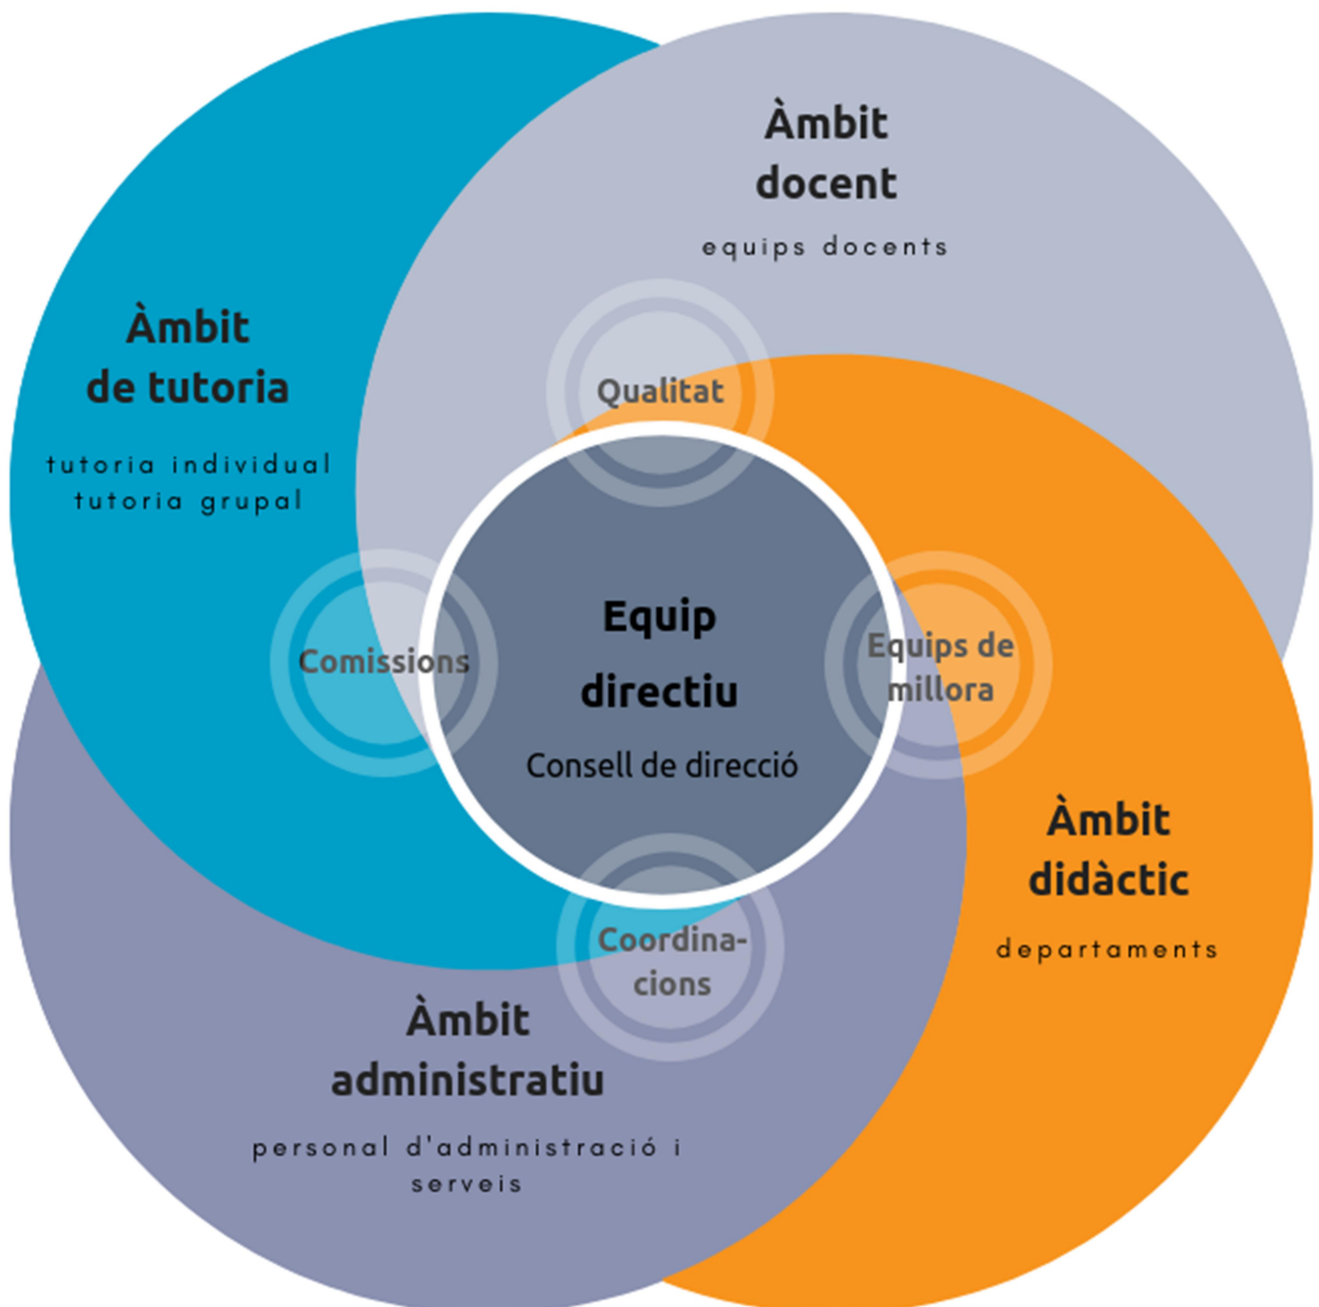 Àmbit
docent
equips docents
Àmbit
de tutoria
tutoria individual
tutoria grupal
Qualitat
Comissions
Equip
directiu
Consell de direcció
Equips de
millora
Àmbit
didàctic
departaments
Coordina-
cions
Àmbit
administratiu
personal d'administració i
serveis